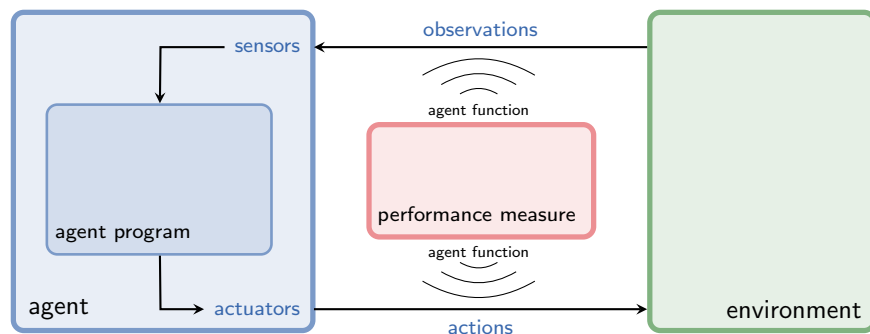 observations
sensors
agent function
performance measure
agent program
agent function
agent
actuators
actions
environment